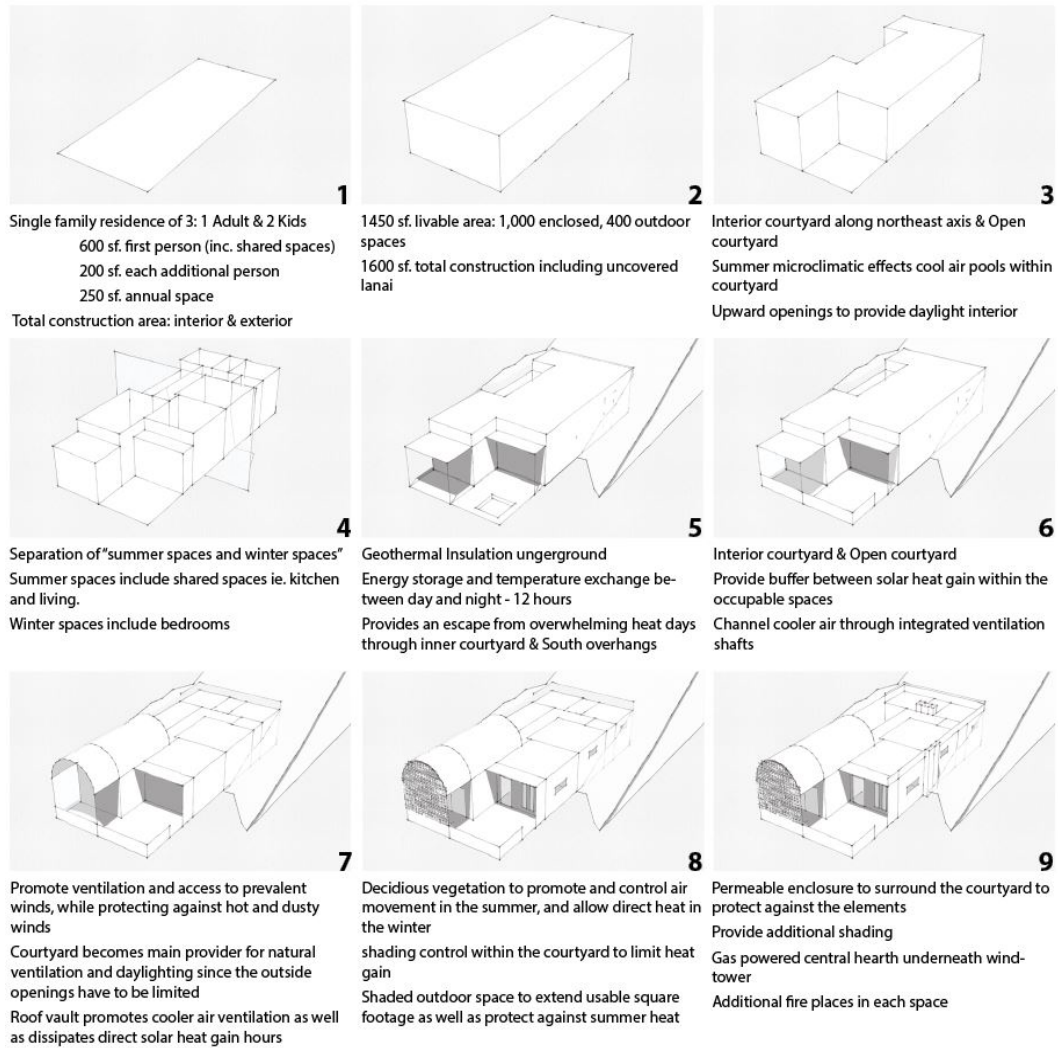 1
Single family residence of 3: 1 Adult & 2 Kids
600 sf. first person (inc. shared spaces)
200 sf. each additional person
250 sf. annual space
Total construction area: interior & exterior
2
1450 sf. livable area: 1,000 enclosed, 400 outdoor
spaces
1600 sf. total construction including uncovered
lanai
3
Interior courtyard along northeast axis & Open
courtyard
Summer microclimatic effects cool air pools within
courtyard
Upward openings to provide daylight interior
4
Separation of "summer spaces and winter spaces"
Summer spaces include shared spaces ie. kitchen
and living.
Winter spaces include bedrooms
5
Geothermal Insulation ungerground
Energy storage and temperature exchange be-
tween day and night - 12 hours
Provides an escape from overwhelming heat days
through inner courtyard & South overhangs
6
Interior courtyard & Open courtyard
Provide buffer between solar heat gain within the
occupable spaces
Channel cooler air through integrated ventilation
shafts
7
Promote ventilation and access to prevalent
winds, while protecting against hot and dusty
winds
Courtyard becomes main provider for natural
ventilation and daylighting since the outside
openings have to be limited
Roof vault promotes cooler air ventilation as well
as dissipates direct solar heat gain hours
8
Decidious vegetation to promote and control air
movement in the summer, and allow direct heat in
the winter
shading control within the courtyard to limit heat
gain
Shaded outdoor space to extend usable square
footage as well as protect against summer heat
9
Permeable enclosure to surround the courtyard to
protect against the elements
Provide additional shading
Gas powered central hearth underneath wind-
tower
Additional fire places in each space